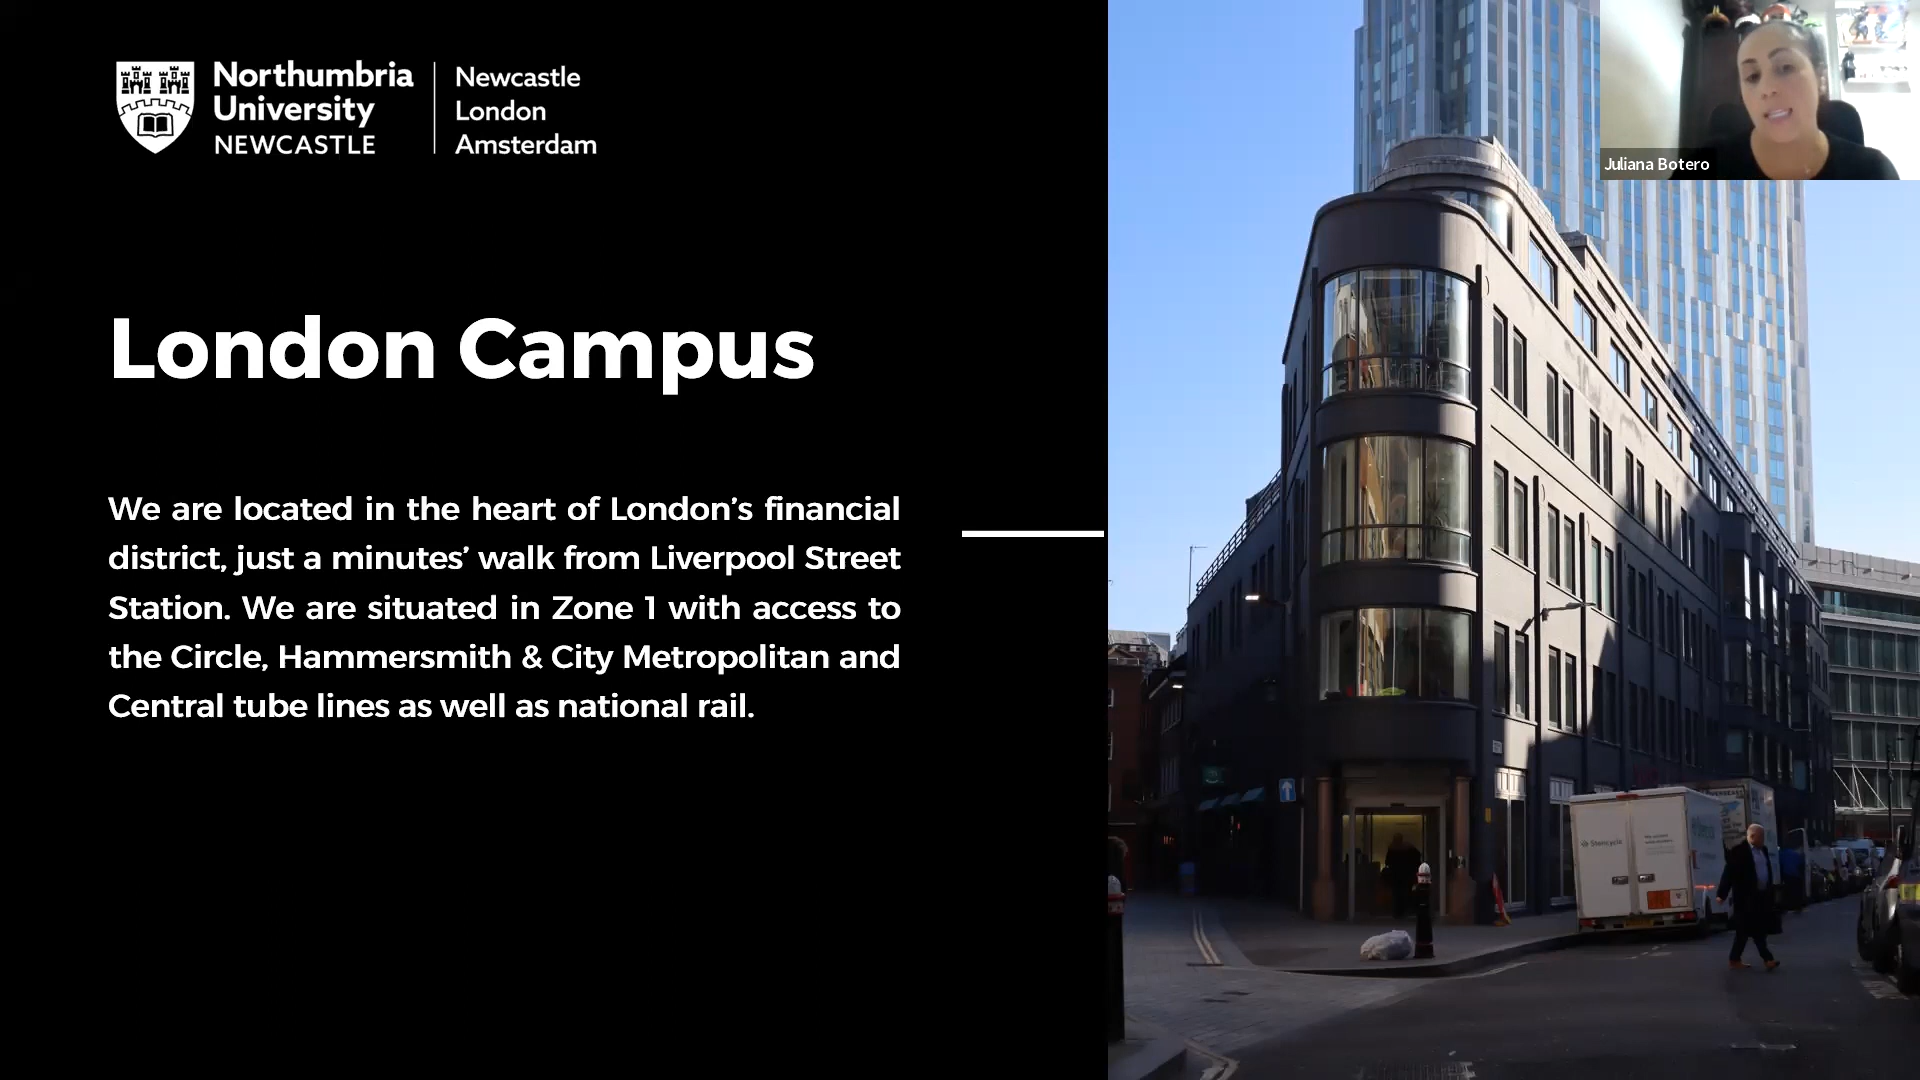 Northumbria
University
NEWCASTLE
Newcastle
London
Amsterdam
Juliana Botero
London Campus
We are located in the heart of London’s financial
district, just a minutes’ walk from Liverpool Street
Station. We are situated in Zone 1 with access to
the Circle, Hammersmith & City Metropolitan and
Central tube lines as well as national rail.
Stericycle